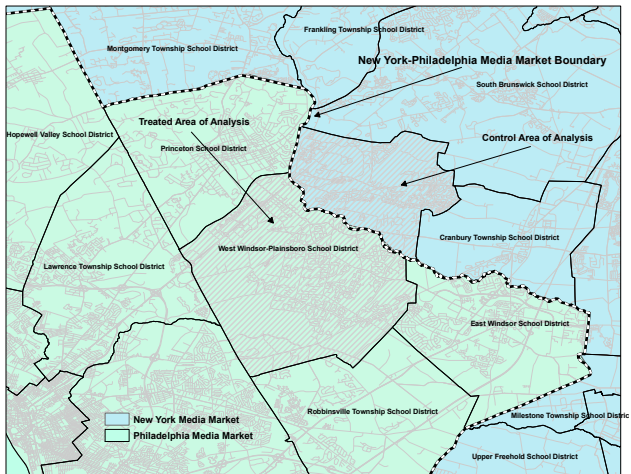 Montgomery Township School District
Frankling Township School District
New York-Philadelphia Media Market Boundary
South Brunswick School District
Hopewell Valley School District
Treated Area of Analysis
Princeton School District
Control Area of Analysis
West Windsor-Plainsboro School District
Cranbury Township School District
Lawrence Township School District
East Windsor School District
Robbinsville Township School District
Milestone Township School District
New York Media Market
Philadelphia Media Market
Upper Freehold School District